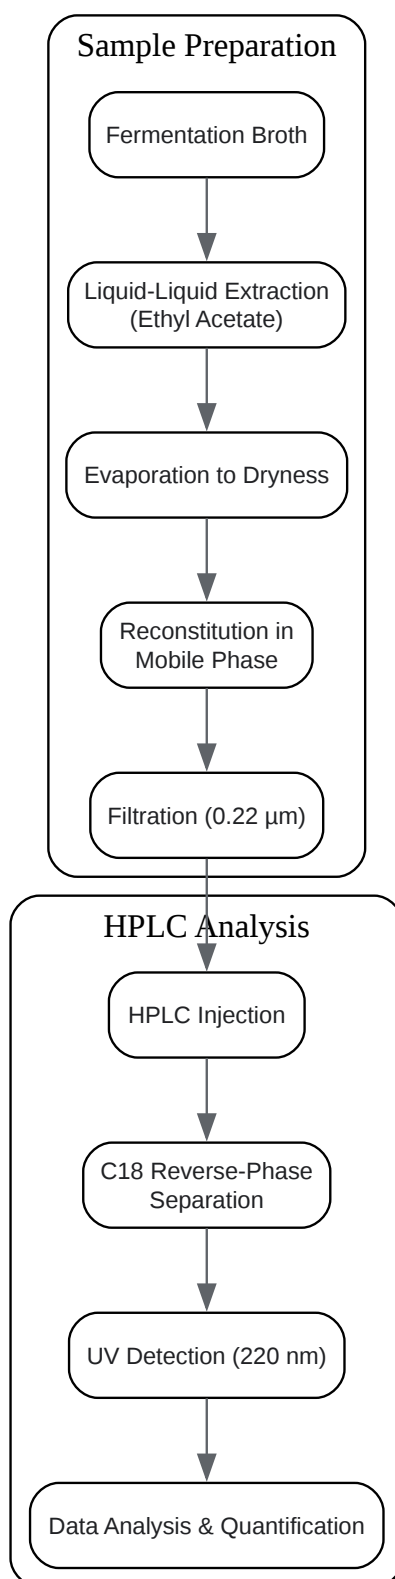 Sample Preparation
Fermentation Broth
Liquid-Liquid Extraction
(Ethyl Acetate)
Evaporation to Dryness
Reconstitution in
Mobile Phase
Filtration (0.22 µm)
HPLC Analysis
HPLC Injection
C18 Reverse-Phase
Separation
UV Detection (220 nm)
Data Analysis & Quantification